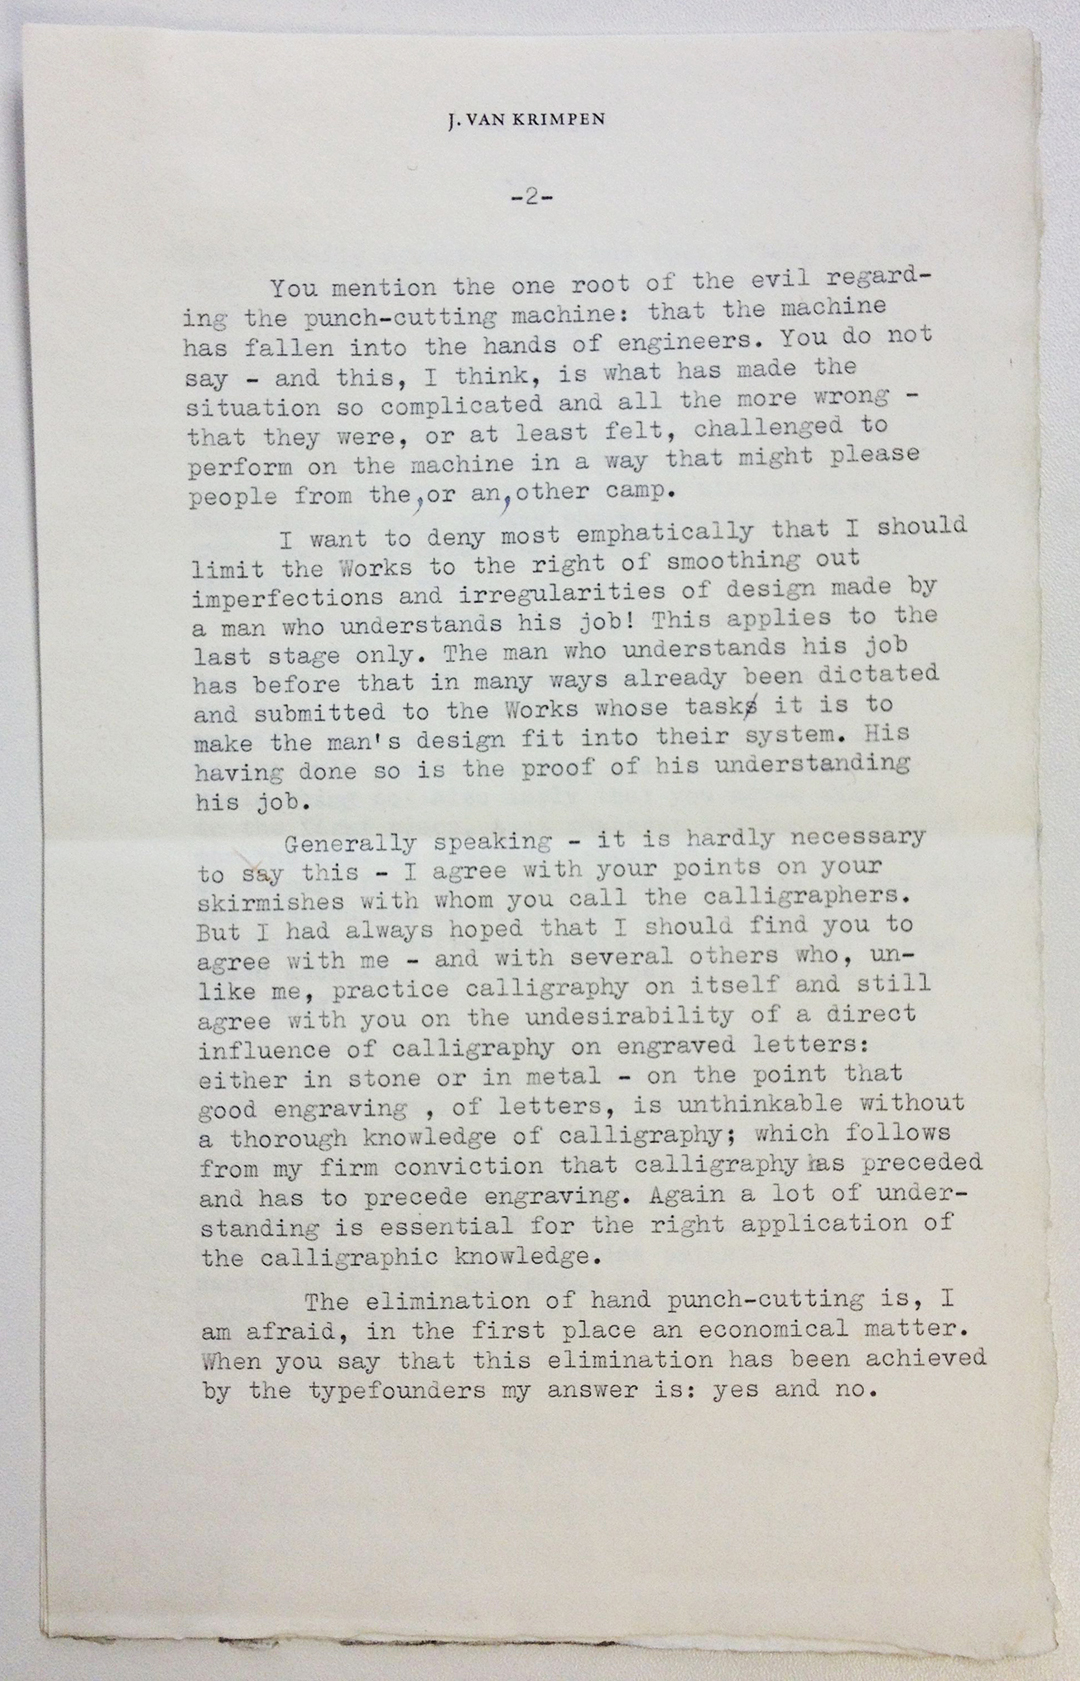 J. VAN KRIMPEN
-2-
You mention the one root of the evil regard-
ing the punch-cutting machine: that the machine
has fallen into the hands of engineers. You do not
say - and this, I think, is what has made the
situation so complicated and all the more wrong -
that they were, or at least felt, challenged to
perform on the machine in a way that might please
people from the,or an,other camp.
I want to deny most emphatically that I should
limit the Works to the right of smoothing out
imperfections and irregularities of design made by
a man who understands his job! This applies to the
last stage only. The man who understands his job
has before that in many ways already been dictated
and submitted to the Works whose task it is to
make the man's design fit into their system. His
having done so is the proof of his understanding
his job.
Generally speaking - it is hardly necessary
to say this - I agree with your points on your
skirmishes with whom you call the calligraphers.
But I had always hoped that I should find you to
agree with me - and with several others who, un-
like me, practice calligraphy on itself and still
agree with you on the undesirability of a direct
influence of calligraphy on engraved letters:
either in stone or in metal - on the point that
good engraving , of letters, is unthinkable without
a thorough knowledge of calligraphy; which follows
from my firm conviction that calligraphy has preceded
and has to precede engraving. Again a lot of under-
standing is essential for the right application of
the calligraphic knowledge.
The elimination of hand punch-cutting is, I
am afraid, in the first place an economical matter.
When you say that this elimination has been achieved
by the typefounders my answer is: yes and no.